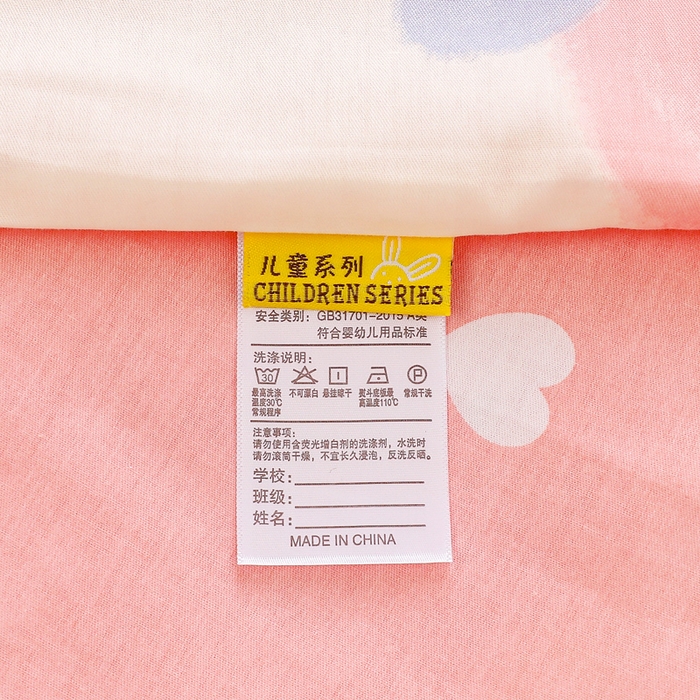 儿童系列
CHILDREN SERIES
安全类别：GB31701-2015 A类
符合婴幼儿用品标准
洗涤说明：
30 P
最高洗涤温度30℃常规程序 不可漂白 悬挂晾干 熨斗底板最高温度110℃ 常规干洗
注意事项：
请勿使用含荧光增白剂的洗涤剂，水洗时
请勿滚筒干燥，不宜长久浸泡，反洗反晒。
学校：
班级：
姓名：
MADE IN CHINA